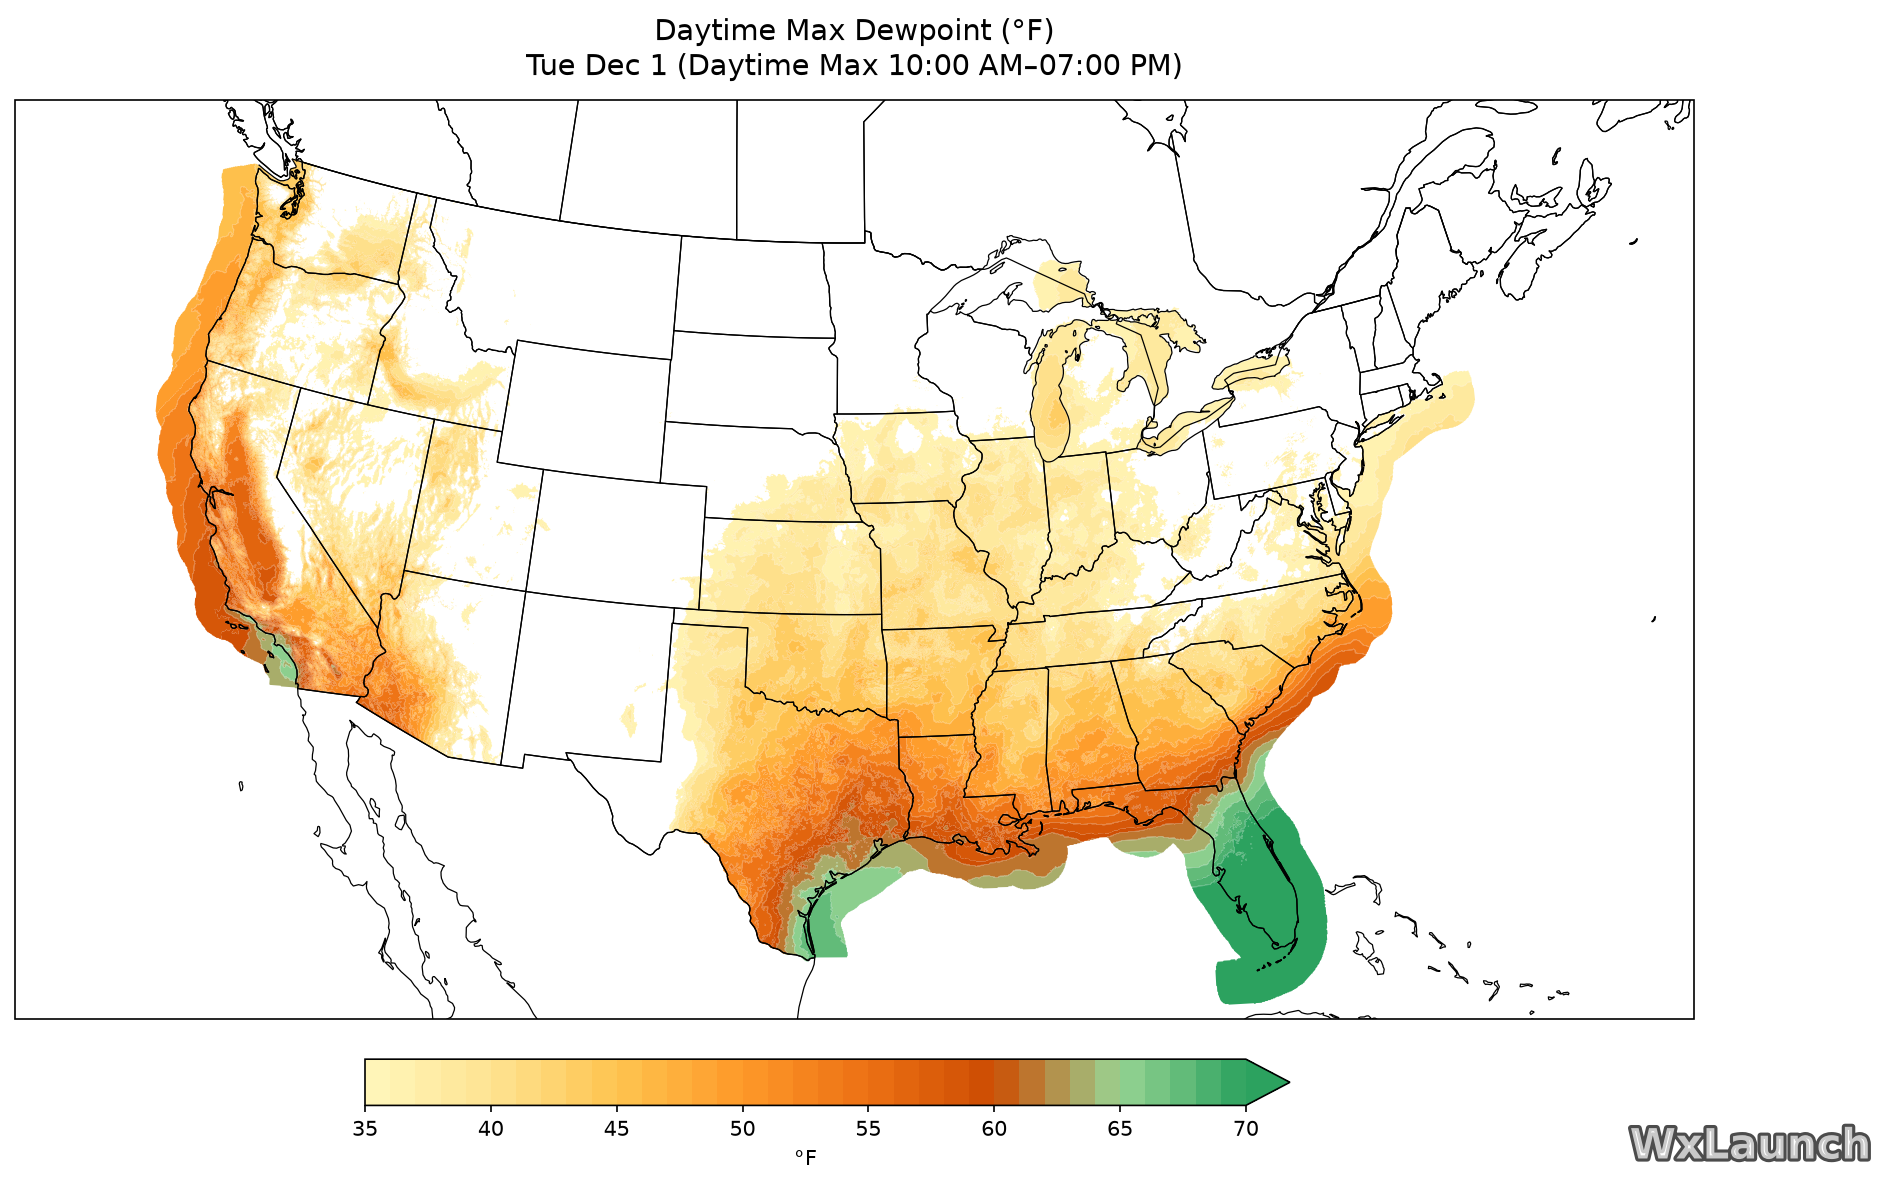 Daytime Max Dewpoint (°F)
Tue Dec 1 (Daytime Max 10:00 AM–07:00 PM)
35 40 45 50 55 60 65 70
°F
WxLaunch